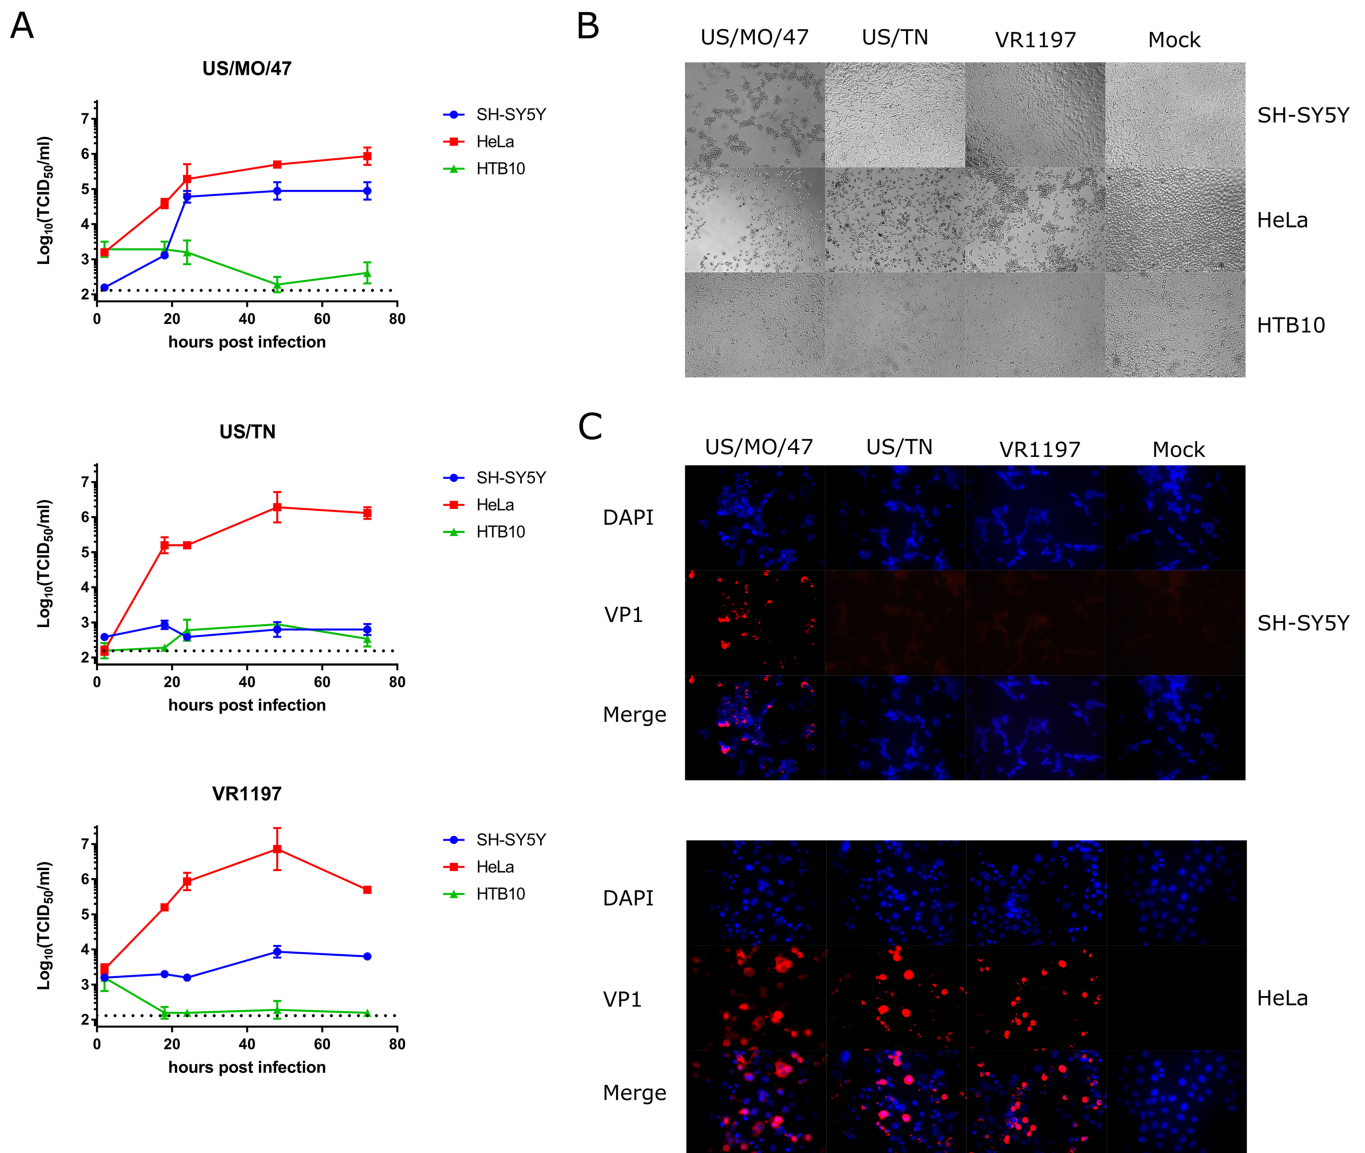 A
US/MO/47
Log10(TCID50/ml)
7
6
5
4
3
2
0 20 40 60 80
hours post infection
SH-SY5Y
HeLa
HTB10
US/TN
Log10(TCID50/ml)
7
6
5
4
3
2
0 20 40 60 80
hours post infection
SH-SY5Y
HeLa
HTB10
VR1197
Log10(TCID50/ml)
7
6
5
4
3
2
0 20 40 60 80
hours post infection
SH-SY5Y
HeLa
HTB10
B
US/MO/47 US/TN VR1197 Mock
SH-SY5Y
HeLa
HTB10
C
US/MO/47 US/TN VR1197 Mock
DAPI
VP1
Merge
SH-SY5Y
DAPI
VP1
Merge
HeLa